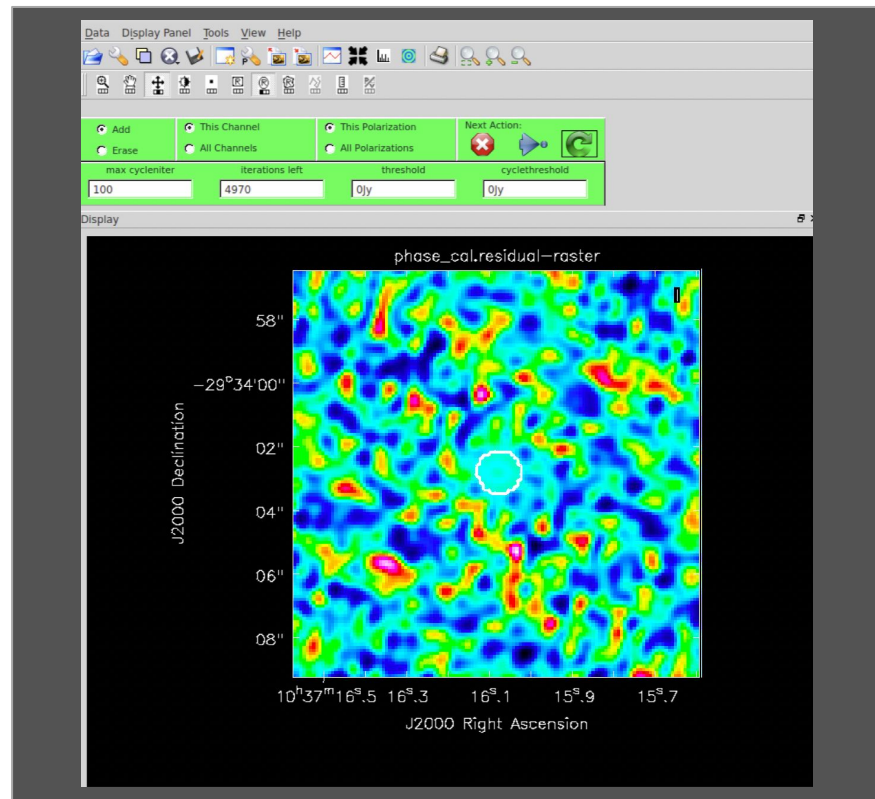 Data Display Panel Tools View Help
Add This Channel This Polarization Next Action:
Erase All Channels All Polarizations
max cycleniter iterations left threshold cyclethreshold
100 4970 0Jy 0Jy
Display
phase_cal.residual-raster
I
58"
-29°34'00"
02"
04"
06"
08"
J2000 Declination
10ʰ37ᵐ16ˢ.5 16ˢ.3 16ˢ.1 15ˢ.9 15ˢ.7
J2000 Right Ascension